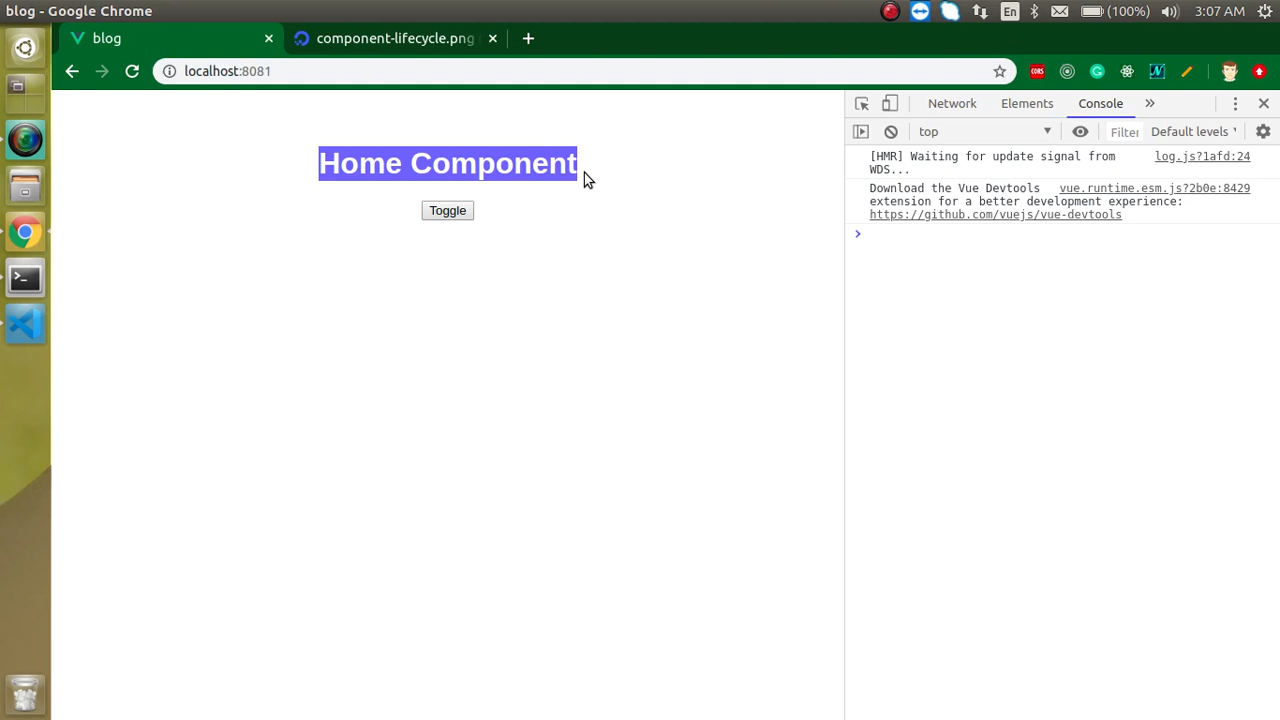 blog - Google Chrome
En
(100%)
3:07 AM
blog
component-lifecycle.png
localhost:8081
CORS
Network
Elements
Console
top
Filter
Default levels
[HMR] Waiting for update signal from
WDS...
log.js?1afd:24
Download the Vue Devtools
vue.runtime.esm.js?2b0e:8429
extension for a better development experience:
https://github.com/vuejs/vue-devtools
Home Component
Toggle